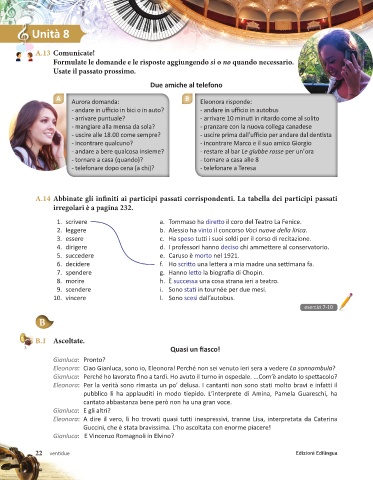 Unità 8
A.13 Comunicate!
Formulate le domande e le risposte aggiungendo sì o no quando necessario.
Usate il passato prossimo.
Due amiche al telefono
A
Aurora domanda:
- andare in ufficio in bici o in auto?
- arrivare puntuale?
- mangiare alla mensa da sola?
- uscire alle 18.00 come sempre?
- incontrare qualcuno?
- andare a bere qualcosa insieme?
- tornare a casa (quando)?
- telefonare dopo cena (a chi)?
B
Eleonora risponde:
- andare in ufficio in autobus
- arrivare 10 minuti in ritardo come al solito
- pranzare con la nuova collega canadese
- uscire prima dall'ufficio per andare dal dentista
- incontrare Marco e il suo amico Giorgio
- restare al bar Le giubbe rosse per un'ora
- tornare a casa alle 8
- telefonare a Teresa
A.14 Abbinate gli infiniti ai participi passati corrispondenti. La tabella dei participi passati
irregolari è a pagina 232.
1. scrivere
2. leggere
3. essere
4. dirigere
5. succedere
6. decidere
7. spendere
8. morire
9. scendere
10. vincere
a. Tommaso ha diretto il coro del Teatro La Fenice.
b. Alessio ha vinto il concorso Voci nuove della lirica.
c. Ha speso tutti i suoi soldi per il corso di recitazione.
d. I professori hanno deciso di ammettere al conservatorio.
e. Caruso è morto nel 1921.
f. Ho scritto una lettera a mia madre una settimana fa.
g. Hanno letto la biografia di Chopin.
h. È successa una cosa strana ieri a teatro.
i. Sono stati in tournée per due mesi.
l. Sono scesi dall'autobus.
esercizi 7-10
B
B.1 Ascoltate.
Quasi un fiasco!
Gianluca: Pronto?
Eleonora: Ciao Gianluca, sono io, Eleonora! Perché non sei venuto ieri sera a vedere La sonnambula?
Gianluca: Perché ho lavorato fino a tardi. Ho avuto il turno in ospedale. ...Com'è andato lo spettacolo?
Eleonora: Per la verità sono rimasta un po' delusa. I cantanti non sono stati molto bravi e infatti il
pubblico li ha applauditi in modo tiepido. L'interprete di Amina, Pamela Guareschi, ha
cantato abbastanza bene però non ha una gran voce.
Gianluca: E gli altri?
Eleonora: A dire il vero, li ho trovati quasi tutti inespressivi, tranne Lisa, interpretata da Caterina
Guccini, che è stata bravissima. L'ho ascoltata con enorme piacere!
Gianluca: E Vincenzo Romagnoli in Elvino?
22 ventidue
Edizioni Edilingua